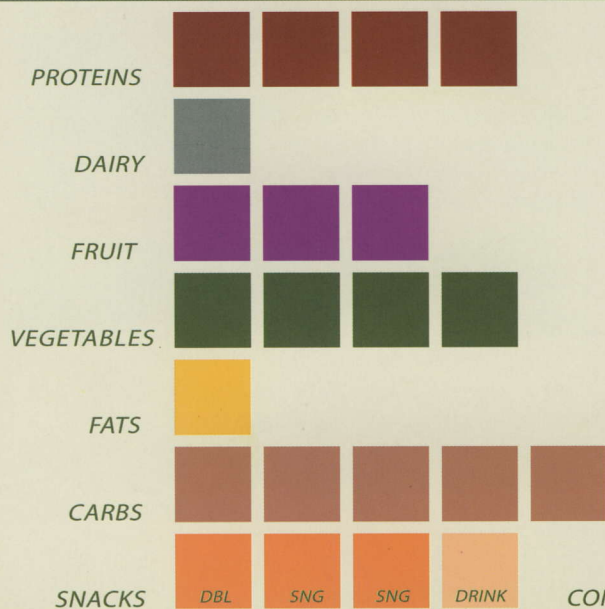 PROTEINS
DAIRY
FRUIT
VEGETABLES
FATS
CARBS
SNACKS DBL SNG SNG DRINK